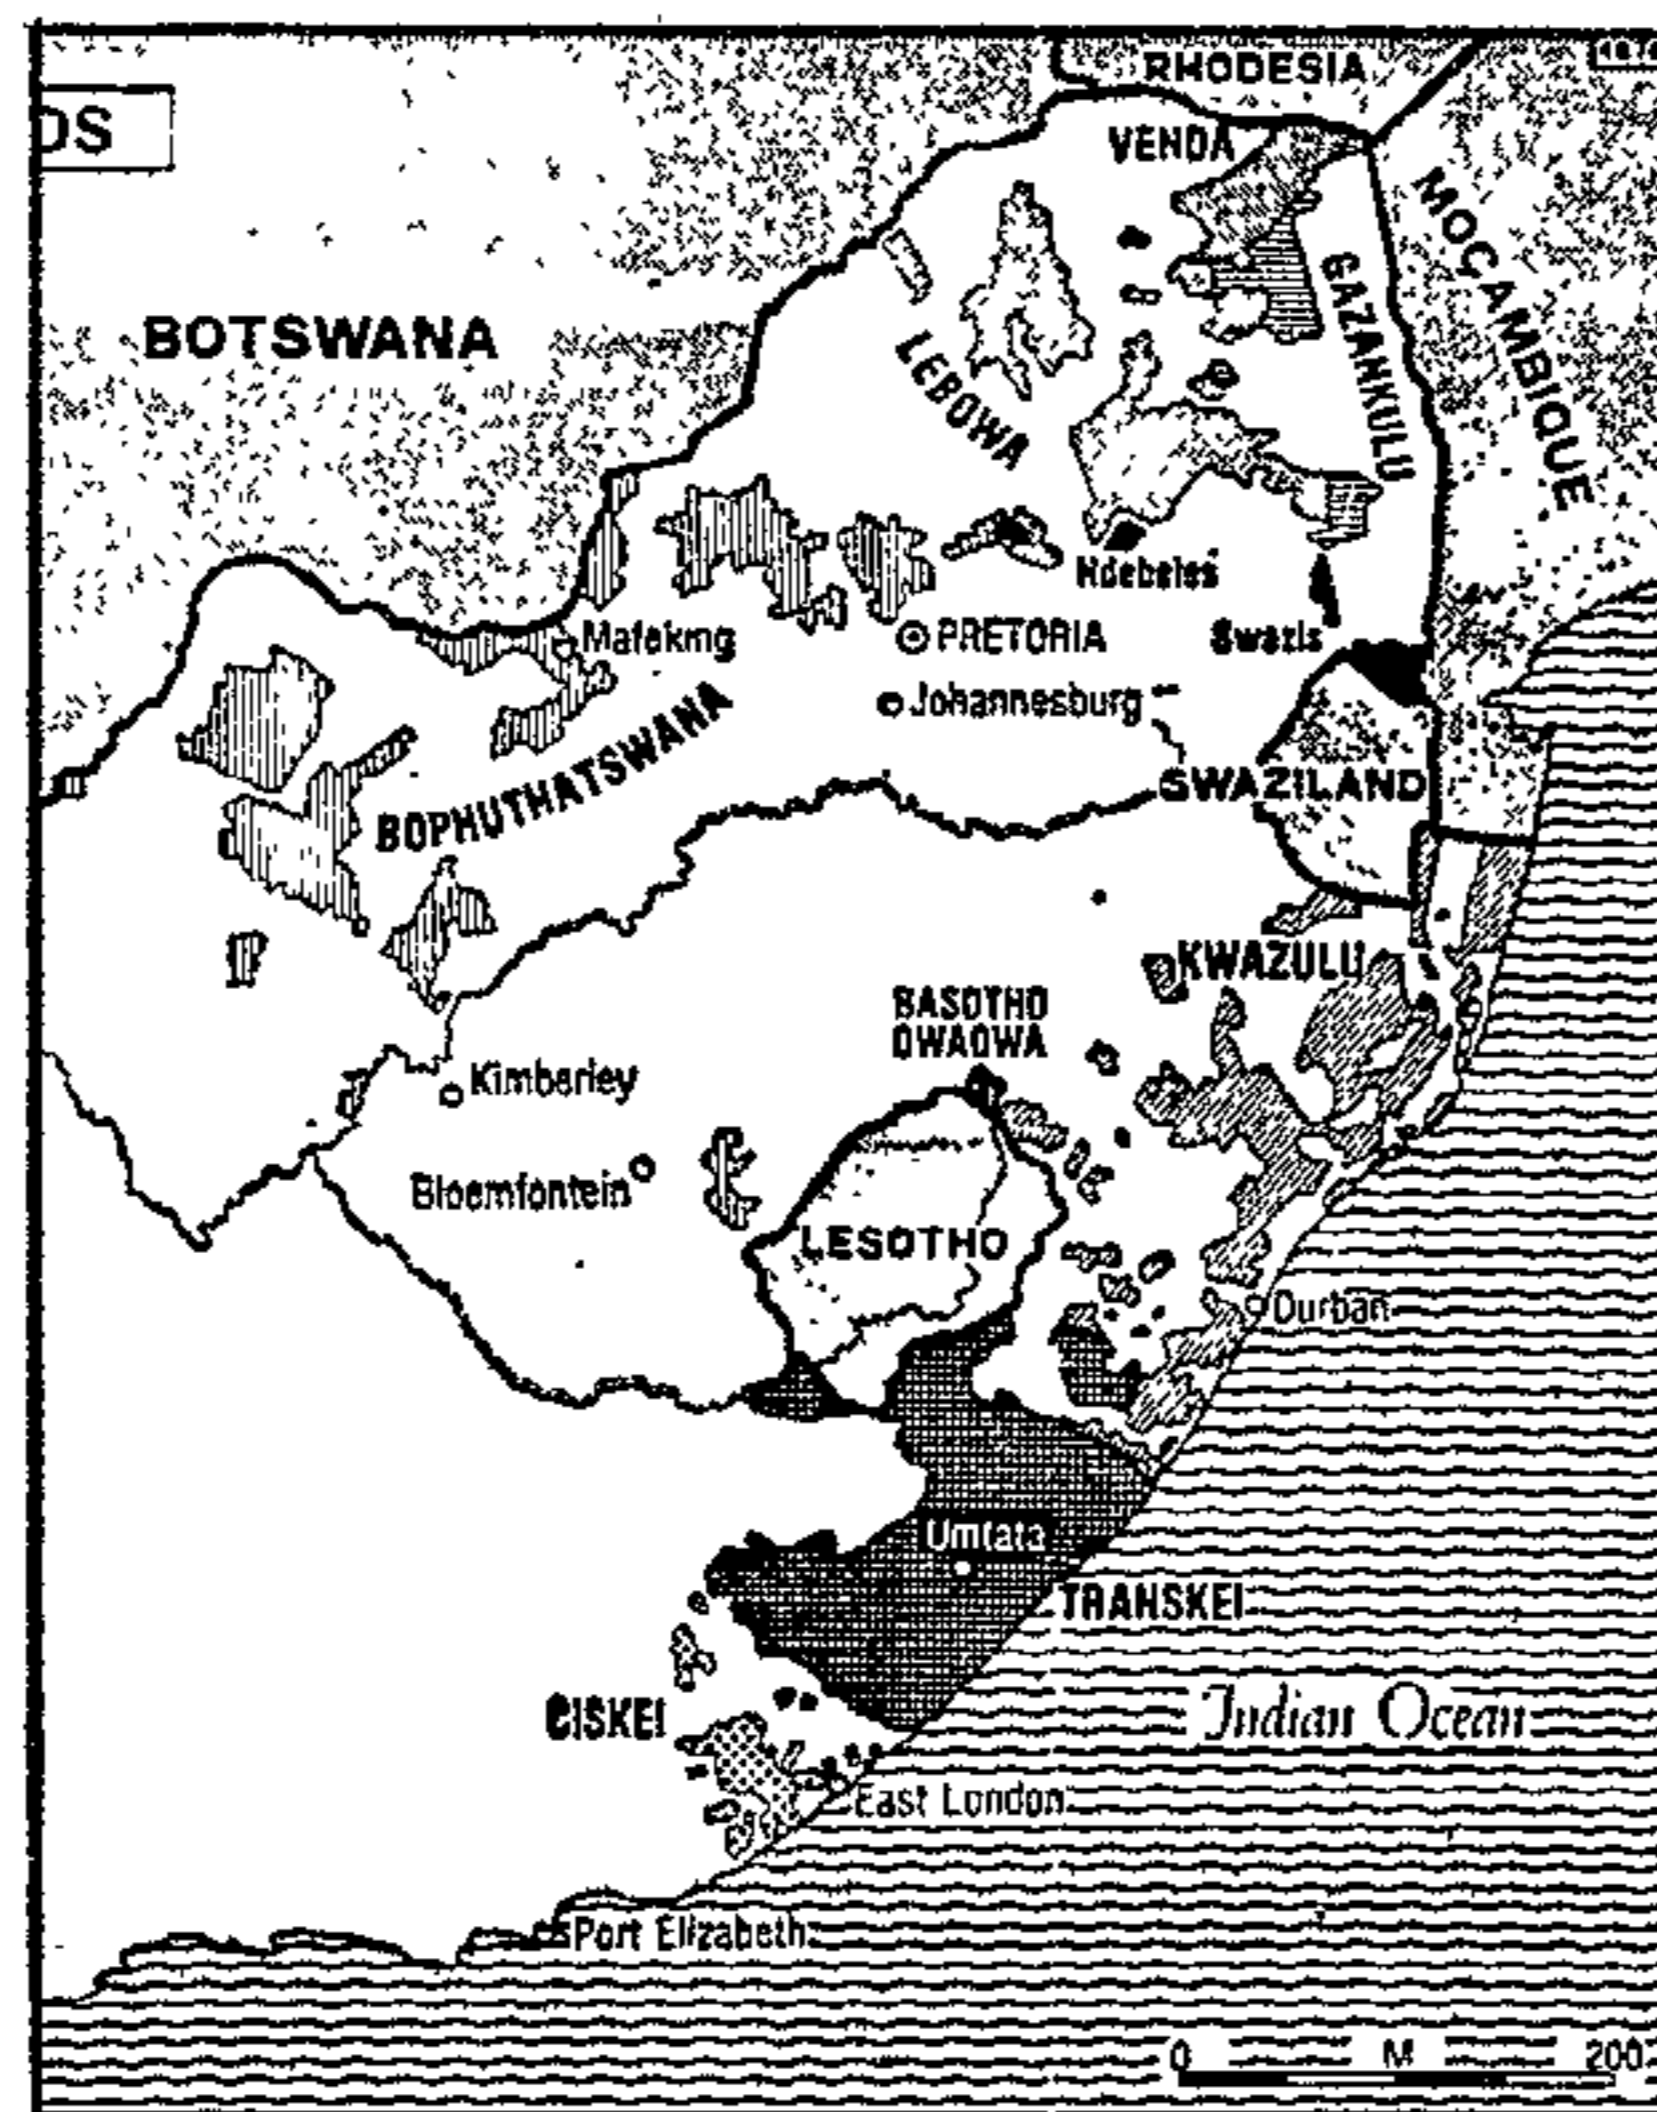 RHODESIA
DS
VENDA
MOÇAMBIQUE
GAZANKULU
BOTSWANA
LEBOWA
Ndebeles
Mafeking
PRETORIA
Swazis
Johannesburg
BOPHUTHATSWANA
SWAZILAND
KWAZULU
BASOTHO
QWAQWA
Kimberley
Bloemfontein
LESOTHO
Durban
Umtata
TRANSKEI
CISKEI
Indian Ocean
East London
Port Elizabeth
0 M 200